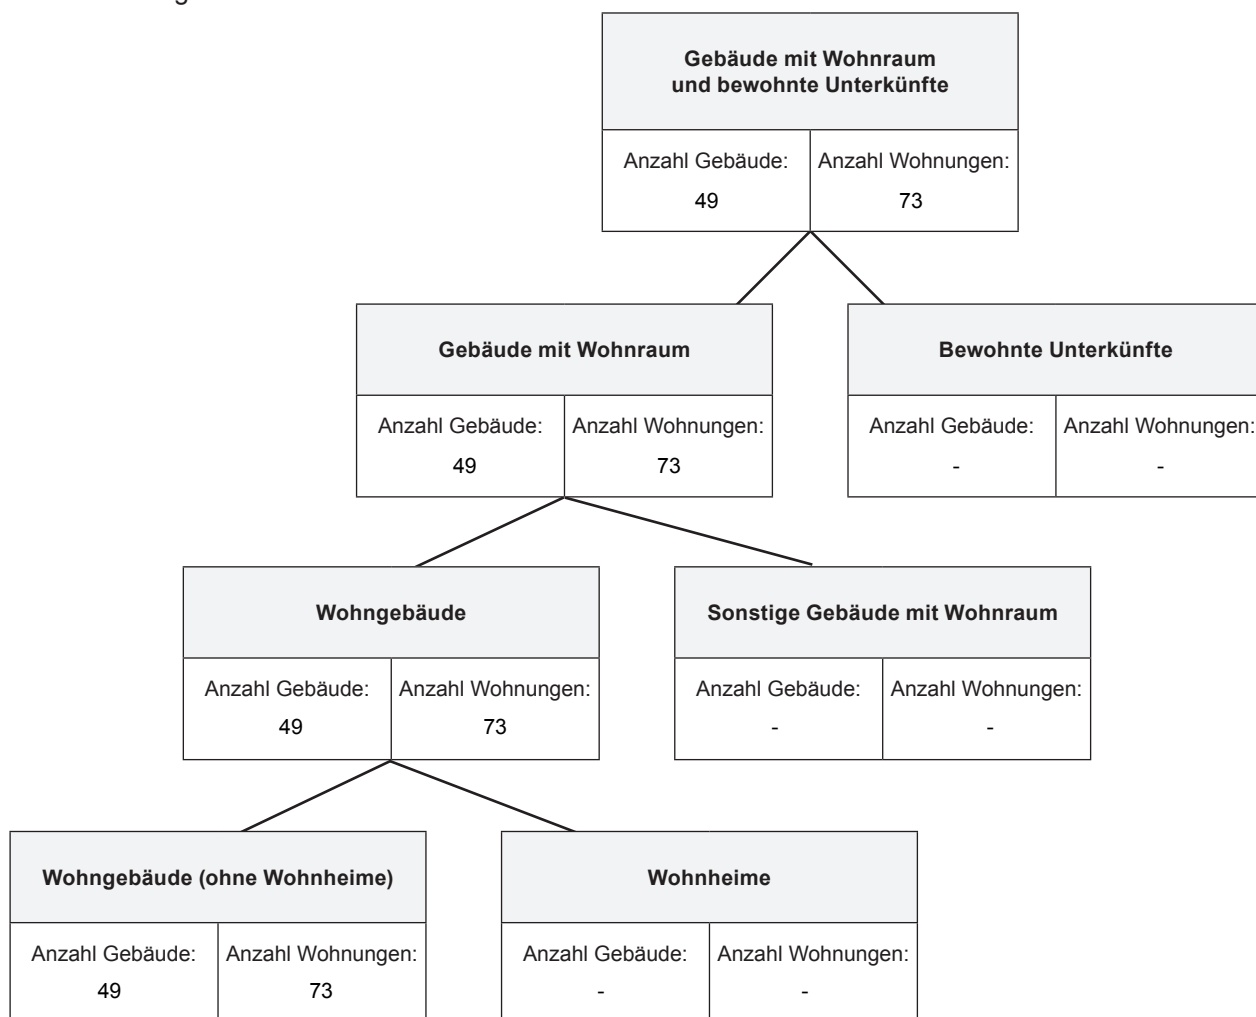 Gebäude mit Wohnraum
und bewohnte Unterkünfte
Anzahl Gebäude: Anzahl Wohnungen:
49 73
Gebäude mit Wohnraum
Anzahl Gebäude: Anzahl Wohnungen:
49 73
Bewohnte Unterkünfte
Anzahl Gebäude: Anzahl Wohnungen:
- -
Wohngebäude
Anzahl Gebäude: Anzahl Wohnungen:
49 73
Sonstige Gebäude mit Wohnraum
Anzahl Gebäude: Anzahl Wohnungen:
- -
Wohngebäude (ohne Wohnheime)
Anzahl Gebäude: Anzahl Wohnungen:
49 73
Wohnheime
Anzahl Gebäude: Anzahl Wohnungen:
- -